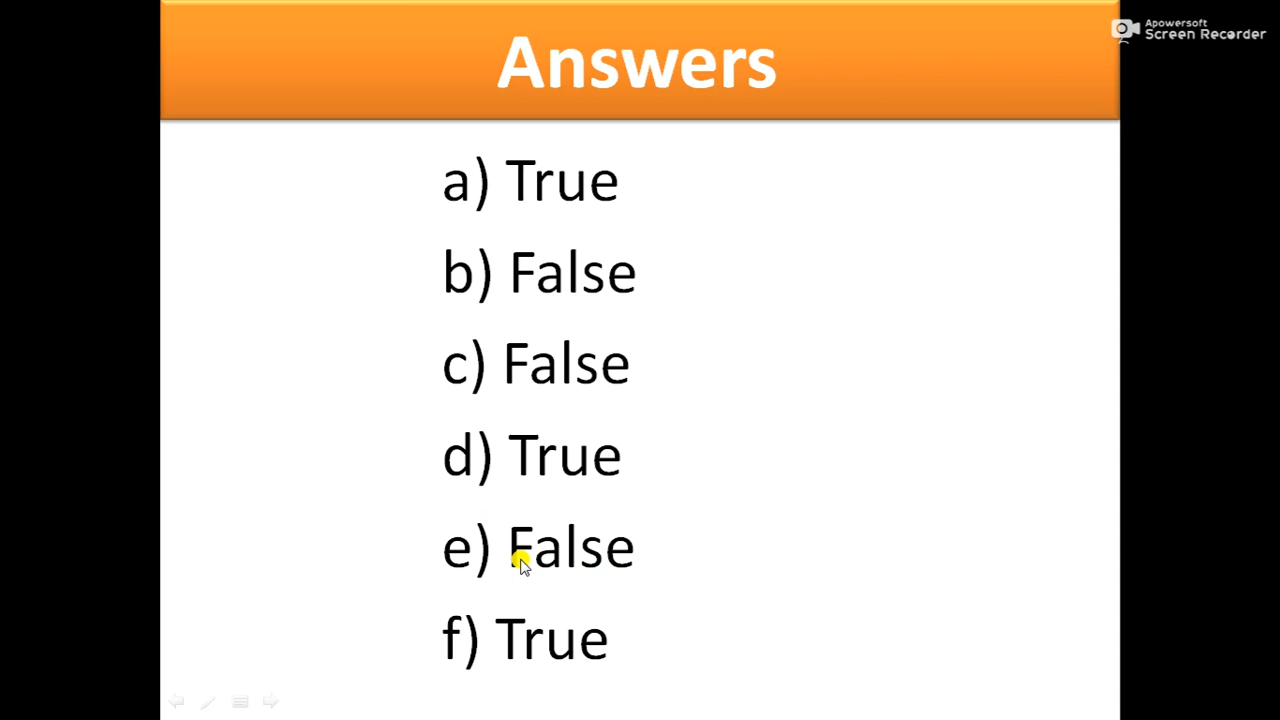 Answers
Apowersoft
Screen Recorder
a) True
b) False
c) False
d) True
e) False
f) True